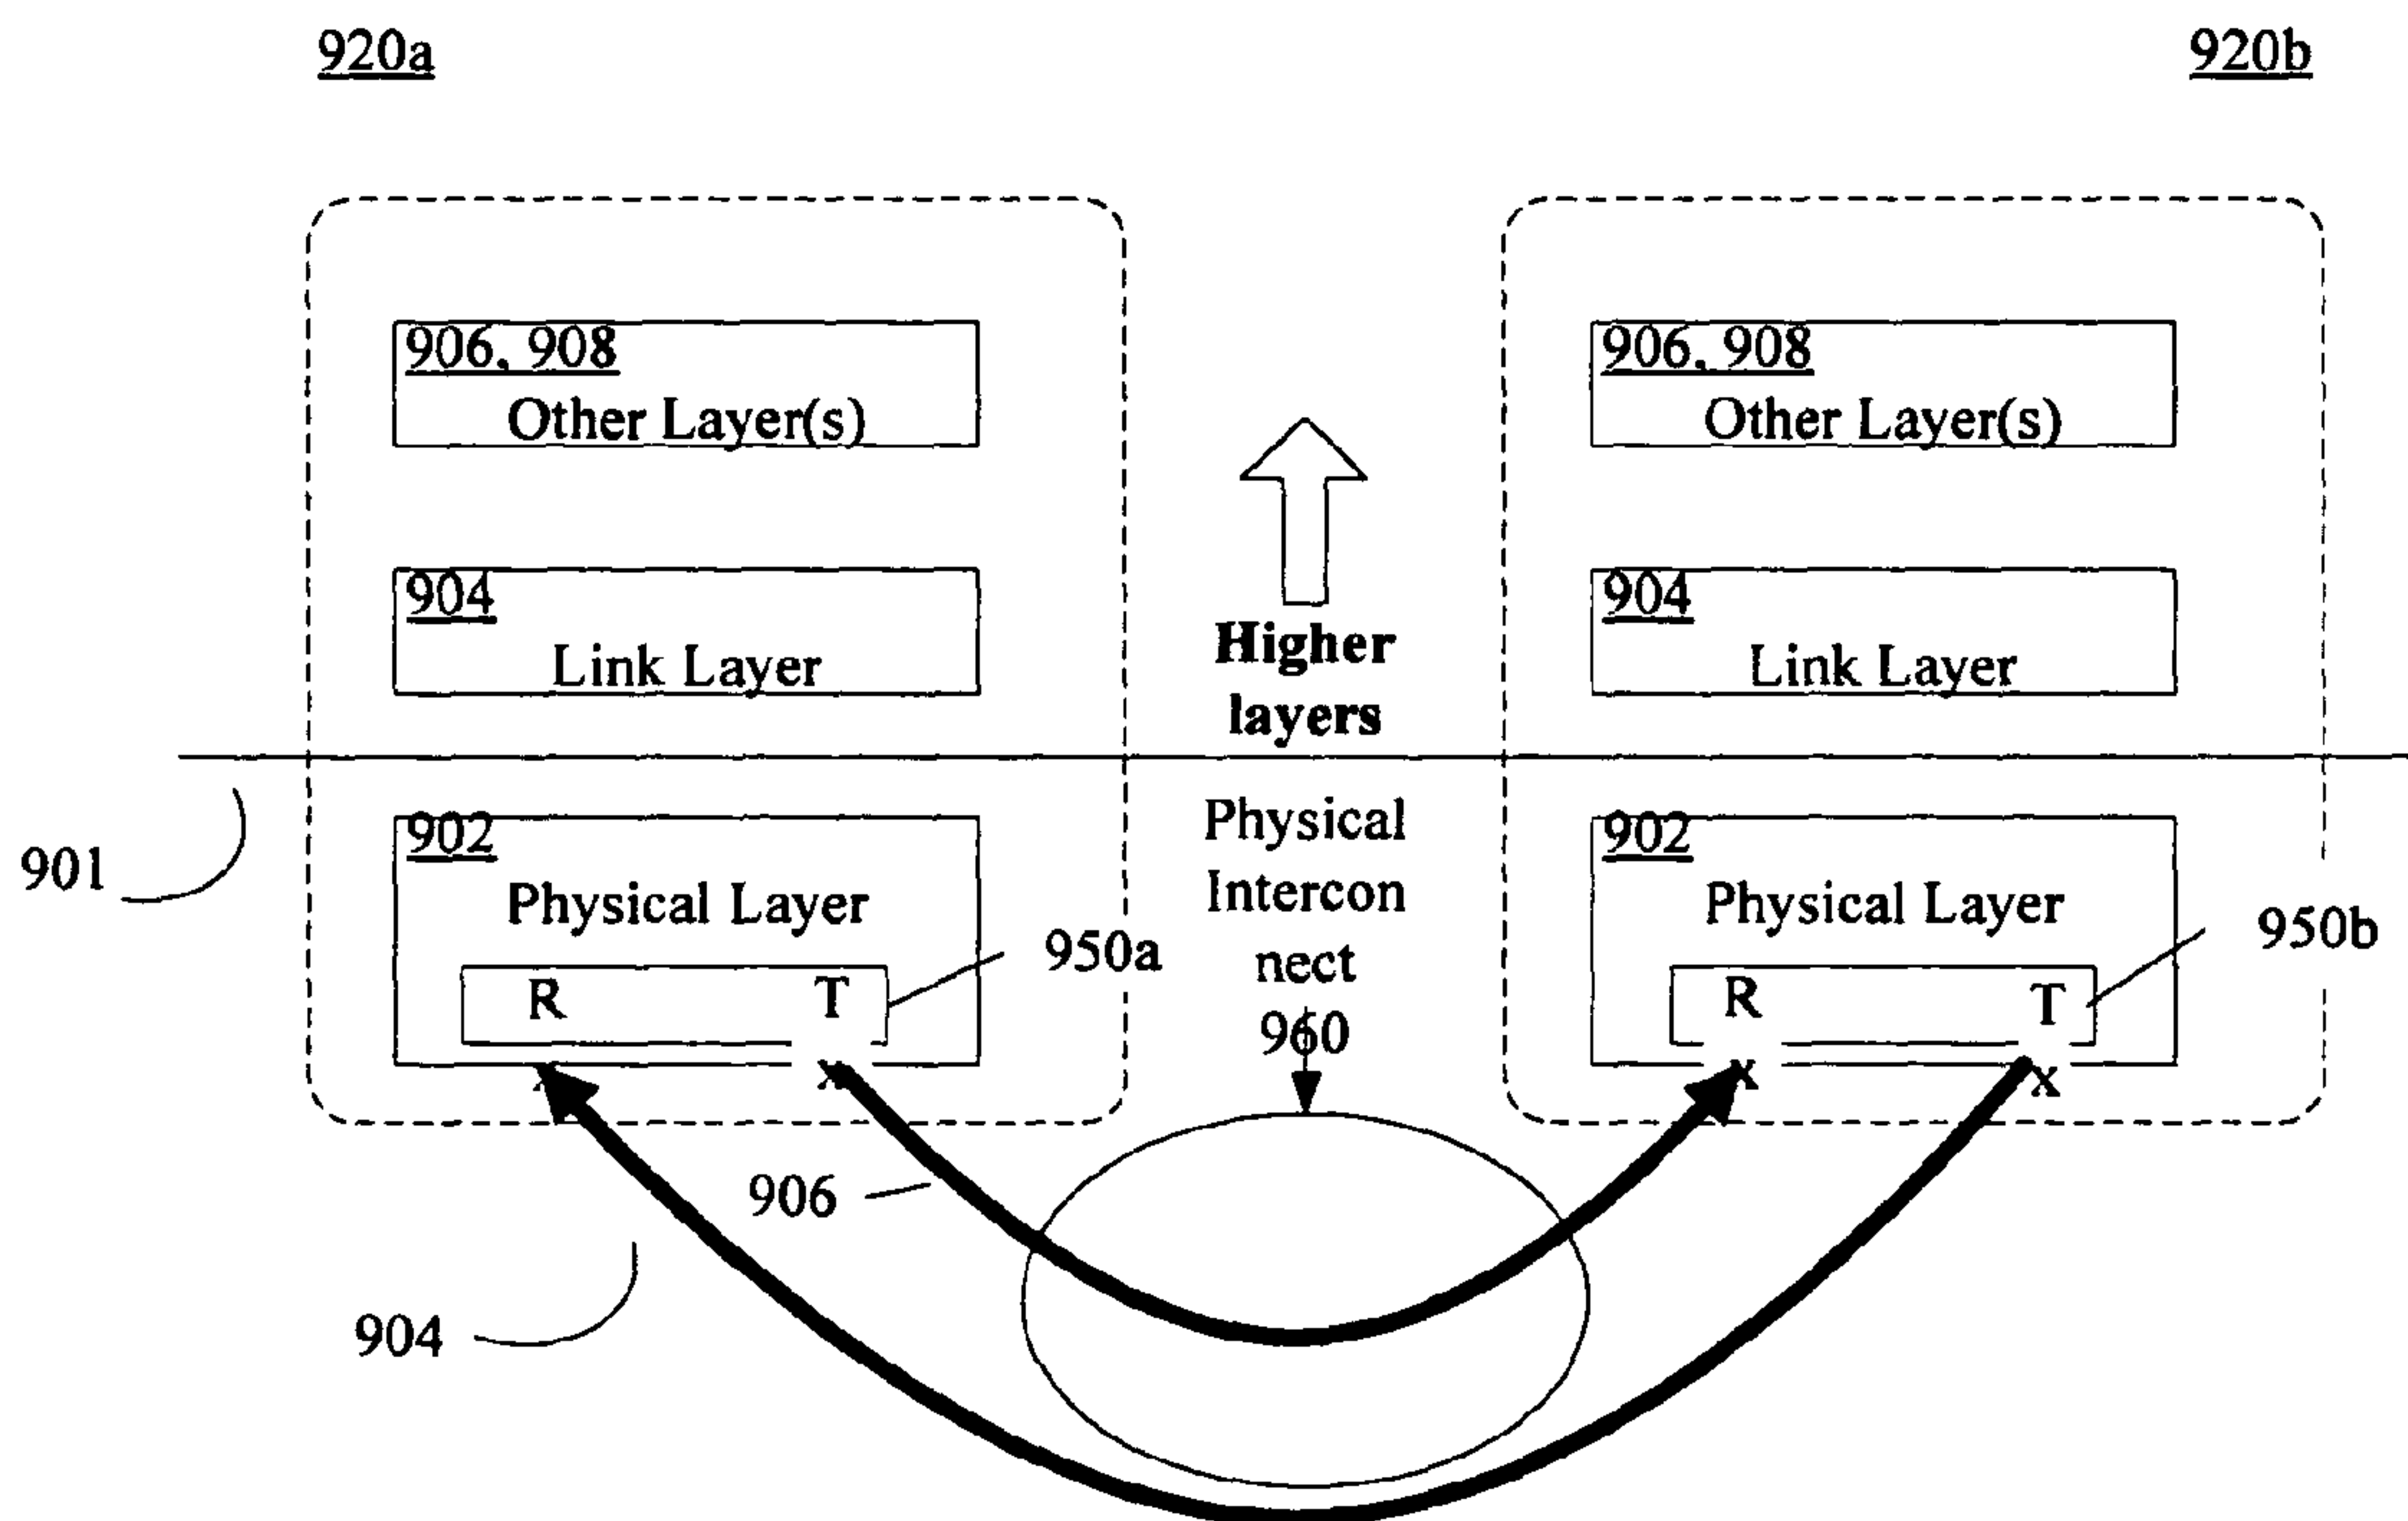 920a
920b
906, 908
Other Layer(s)
906, 908
Other Layer(s)
904
Link Layer
Higher
layers
904
Link Layer
901
902
Physical Layer
R T
x x
950a
Physical
Intercon
nect
960
902
Physical Layer
R T
x x
950b
906
904